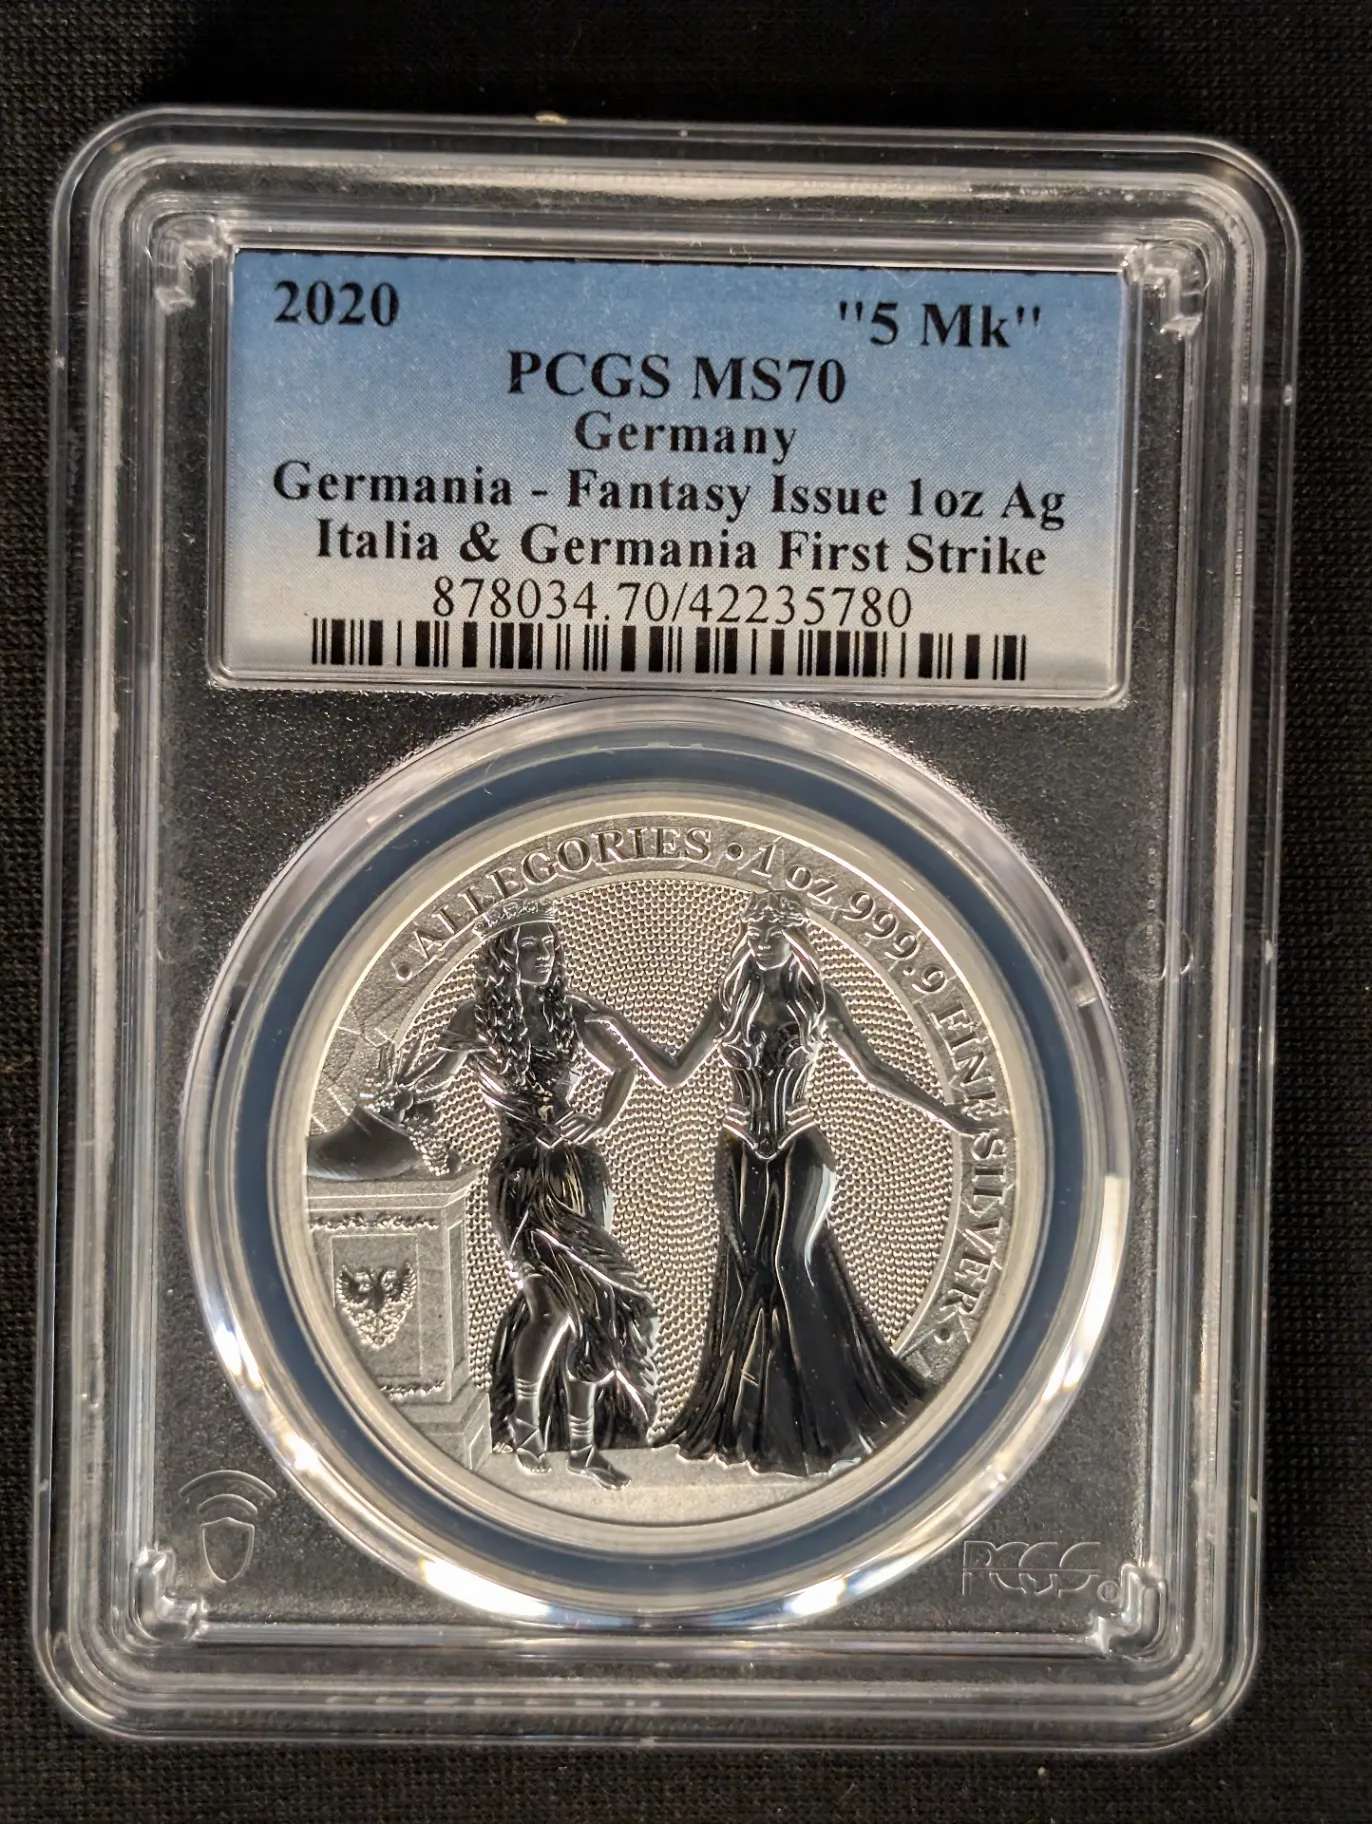 2020 "5 Mk"
PCGS MS70
Germany
Germania - Fantasy Issue 1oz Ag
Italia & Germania First Strike
878034.70/42235780
• ALLEGORIES • 1 oz 999.9 FINE SILVER •
PCGS®